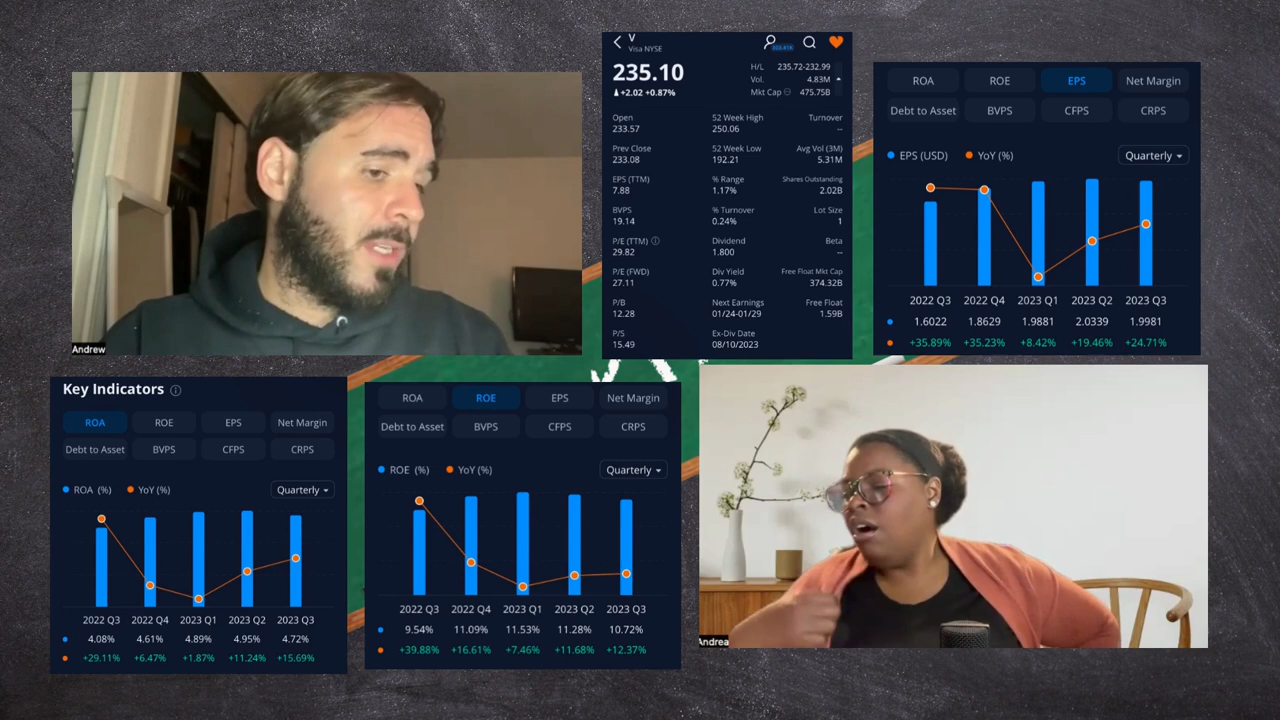 Andrew
V
Visa NYSE
235.10
+2.02 +0.87%
H/L 235.72-232.99
Vol. 4.83M
Mkt Cap 475.75B
Open 52 Week High Turnover
233.57 250.06 --
Prev Close 52 Week Low Avg Vol (3M)
233.08 192.21 5.31M
EPS (TTM) % Range Shares Outstanding
7.88 1.17% 2.02B
BVPS % Turnover Lot Size
19.14 0.24% 1
P/E (TTM) Dividend Beta
29.82 1.800 --
P/E (FWD) Div Yield Free Float Mkt Cap
27.11 0.77% 374.32B
P/B Next Earnings Free Float
12.28 01/24-01/29 1.59B
P/S Ex-Div Date
15.49 08/10/2023
ROA ROE EPS Net Margin
Debt to Asset BVPS CFPS CRPS
EPS (USD) YoY (%) Quarterly
2022 Q3 2022 Q4 2023 Q1 2023 Q2 2023 Q3
1.6022 1.8629 1.9881 2.0339 1.9981
+35.89% +35.23% +8.42% +19.46% +24.71%
Key Indicators
ROA ROE EPS Net Margin
Debt to Asset BVPS CFPS CRPS
ROA (%) YoY (%) Quarterly
2022 Q3 2022 Q4 2023 Q1 2023 Q2 2023 Q3
4.08% 4.61% 4.89% 4.95% 4.72%
+29.11% +6.47% +1.87% +11.24% +15.69%
ROA ROE EPS Net Margin
Debt to Asset BVPS CFPS CRPS
ROE (%) YoY (%) Quarterly
2022 Q3 2022 Q4 2023 Q1 2023 Q2 2023 Q3
9.54% 11.09% 11.53% 11.28% 10.72%
+39.88% +16.61% +7.46% +11.68% +12.37%
Andrea